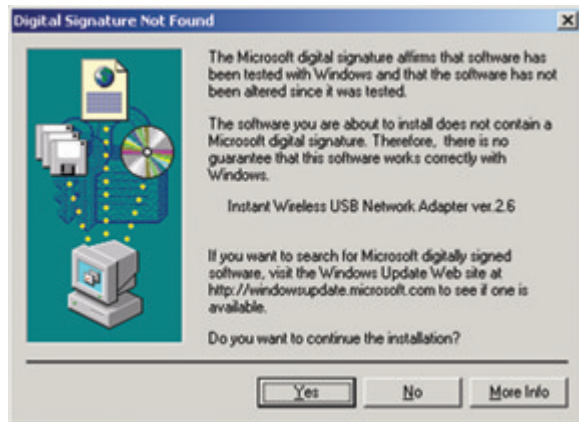 Digital Signature Not Found
The Microsoft digital signature affirms that software has
been tested with Windows and that the software has not
been altered since it was tested.
The software you are about to install does not contain a
Microsoft digital signature. Therefore, there is no
guarantee that this software works correctly with
Windows.
Instant Wireless USB Network Adapter ver.2.6
If you want to search for Microsoft digitally signed
software, visit the Windows Update Web site at
http://windowsupdate.microsoft.com to see if one is
available.
Do you want to continue the installation?
Yes No More Info